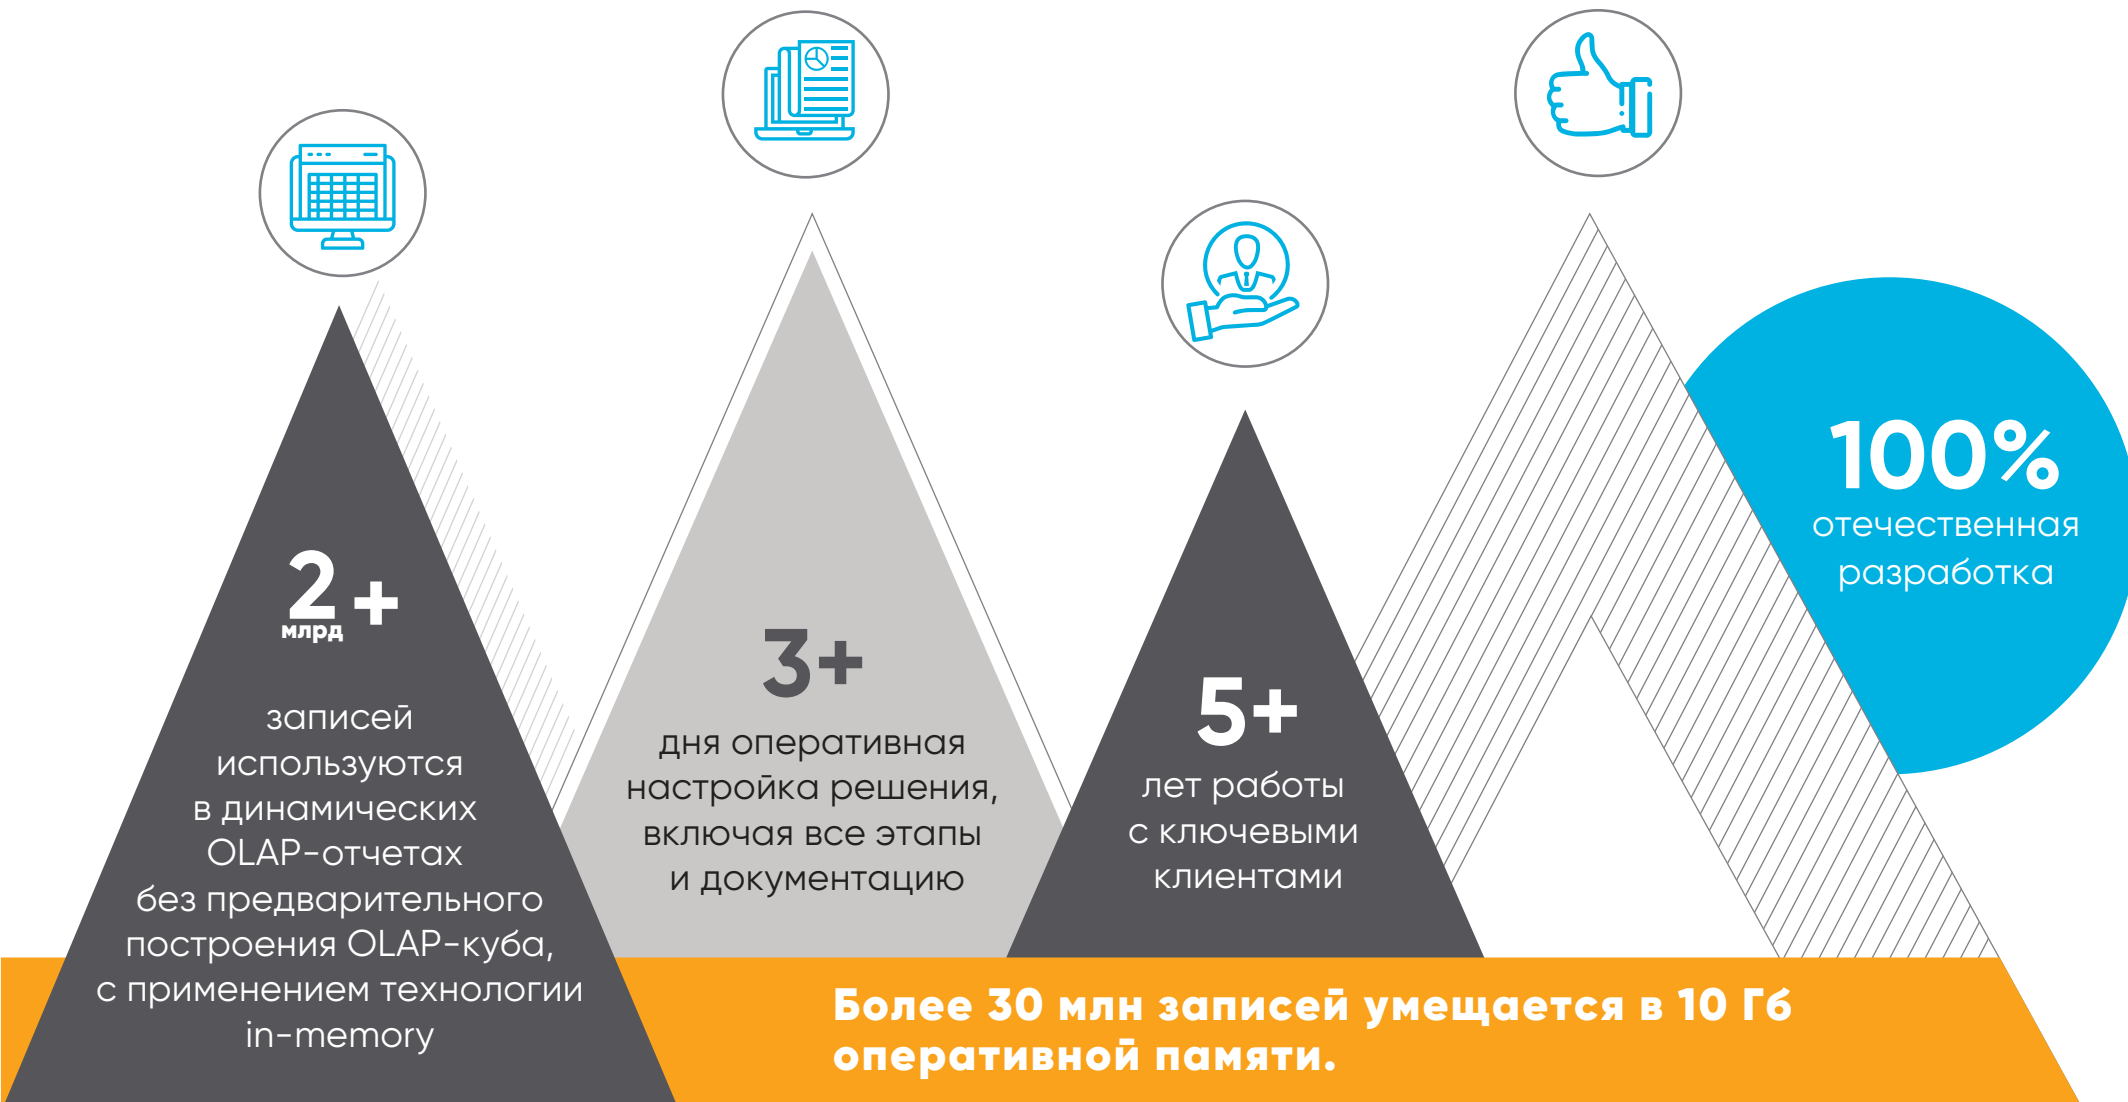 2+
млрд
записей
используются
в динамических
OLAP-отчетах
без предварительного
построения OLAP-куба,
с применением технологии
in-memory
3+
дня оперативная
настройка решения,
включая все этапы
и документацию
5+
лет работы
с ключевыми
клиентами
100%
отечественная
разработка
Более 30 млн записей умещается в 10 Гб
оперативной памяти.